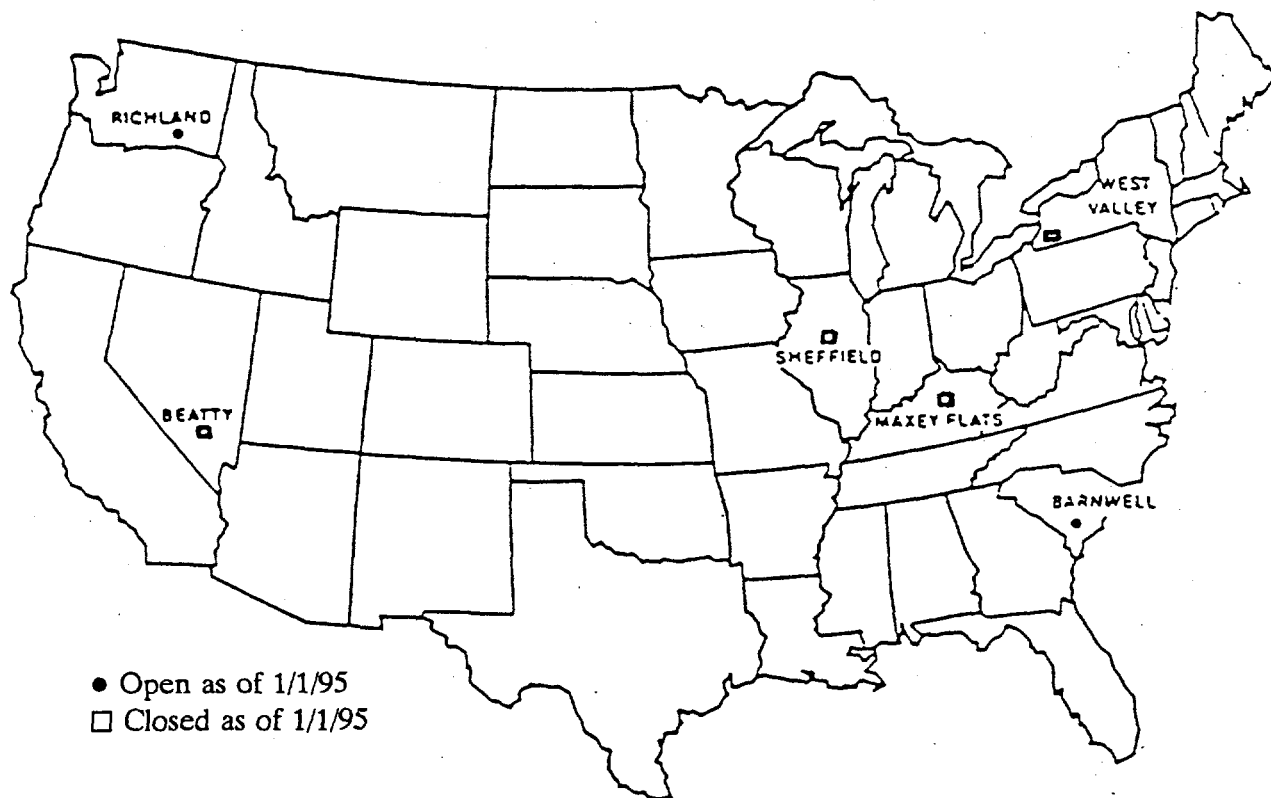 RICHLAND
WEST
VALLEY
SHEFFIELD
BEATTY
MAXEY FLATS
BARNWELL
● Open as of 1/1/95
□ Closed as of 1/1/95